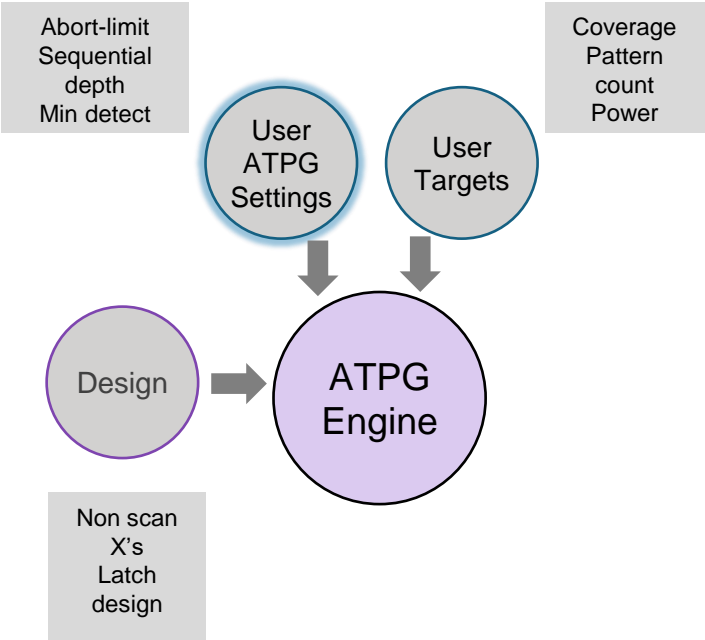 Abort-limit
Sequential
depth
Min detect
Coverage
Pattern
count
Power
User
ATPG
Settings
User
Targets
Design
ATPG
Engine
Non scan
X's
Latch
design